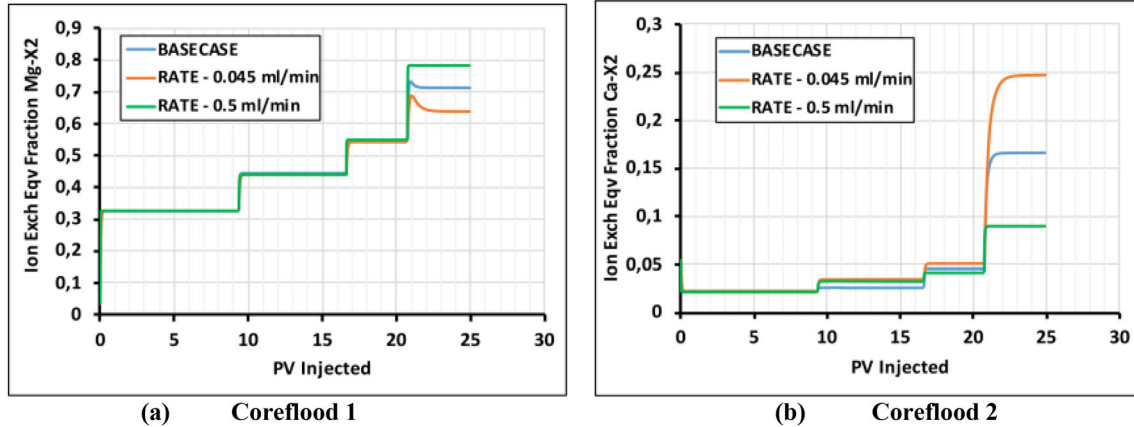 0,9
0,8
0,7
0,6
0,5
0,4
0,3
0,2
0,1
0
Ion Exch Eqv Fraction Mg-X2
BASECASE
RATE - 0.045 ml/min
RATE - 0.5 ml/min
0 5 10 15 20 25 30
PV Injected
(a) Coreflood 1
0,3
0,25
0,2
0,15
0,1
0,05
0
Ion Exch Eqv Fraction Ca-X2
BASECASE
RATE - 0.045 ml/min
RATE - 0.5 ml/min
0 5 10 15 20 25 30
PV Injected
(b) Coreflood 2